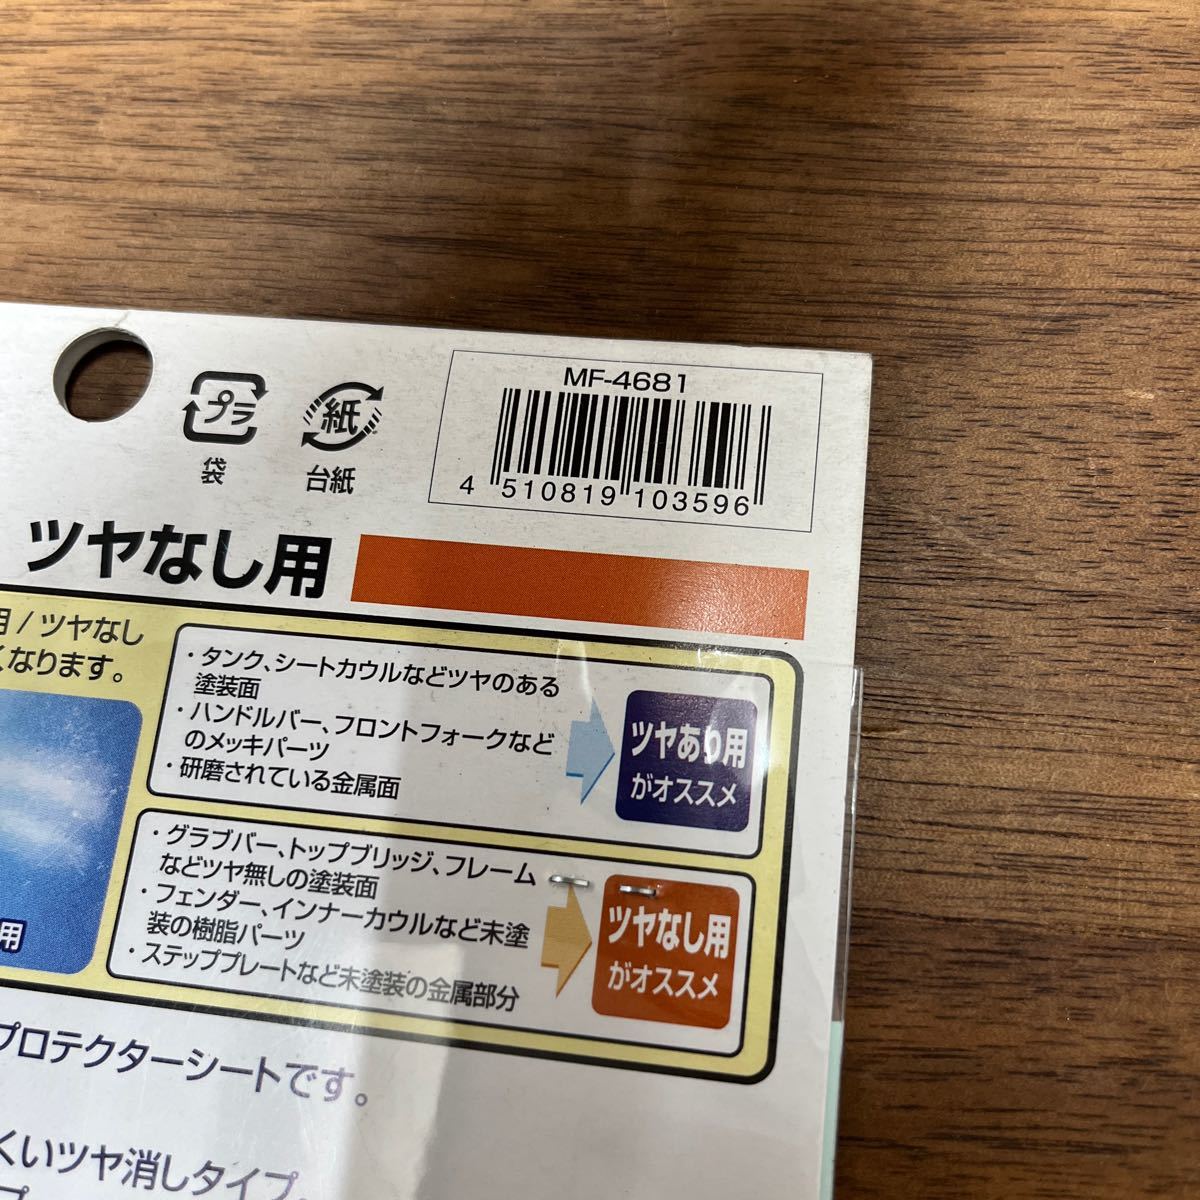 MF-4681
4 510819 103596
プラ
袋
紙
台紙
ツヤなし用
用 / ツヤなし
くなります。
・タンク、シートカウルなどツヤのある
塗装面
・ハンドルバー、フロントフォークなど
のメッキパーツ
・研磨されている金属面
ツヤあり用
がオススメ
・グラブバー、トップブリッジ、フレーム
などツヤ無しの塗装面
・フェンダー、インナーカウルなど未塗
装の樹脂パーツ
・ステッププレートなど未塗装の金属部分
ツヤなし用
がオススメ
用
プロテクターシートです。
くいツヤ消しタイプ。